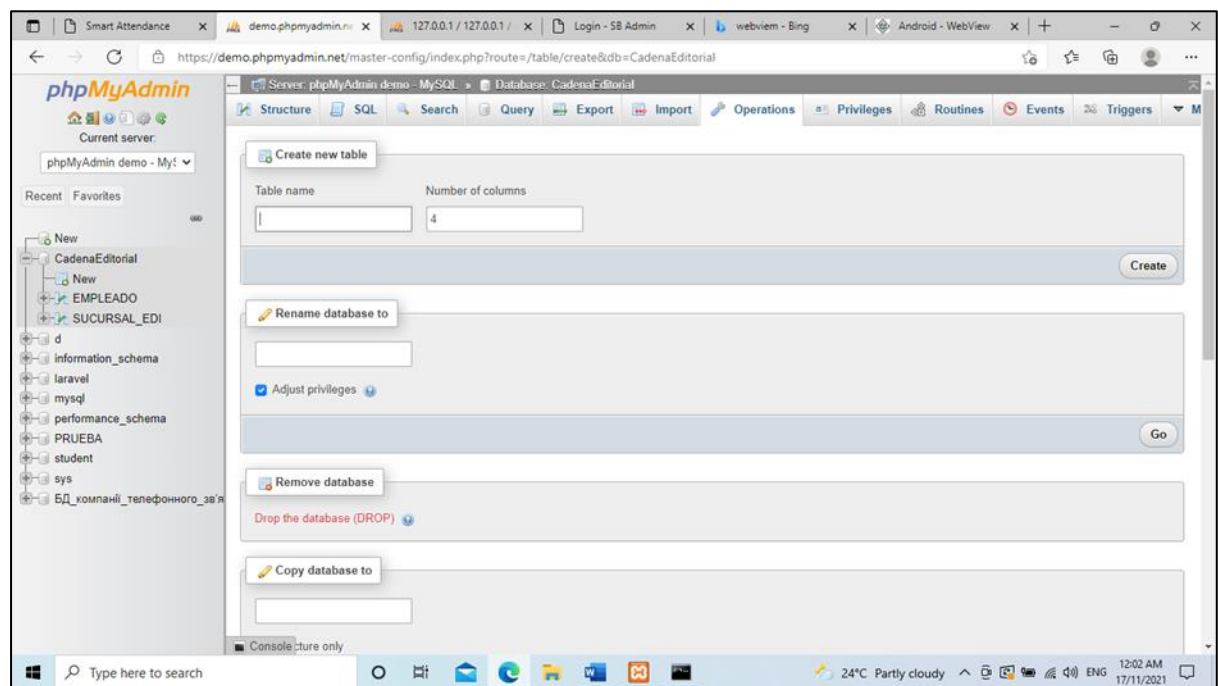 Smart Attendance
demo.phpmyadmin.ne
127.0.0.1 / 127.0.0.1 /
Login - SB Admin
webviem - Bing
Android - WebView
https://demo.phpmyadmin.net/master-config/index.php?route=/table/create&db=CadenaEditorial
phpMyAdmin
Current server:
phpMyAdmin demo - MyS
Recent Favorites
New
CadenaEditorial
New
EMPLEADO
SUCURSAL_EDI
d
information_schema
laravel
mysql
performance_schema
PRUEBA
student
sys
БД_компанії_телефонного_зв'я
Server: phpMyAdmin demo - MySQL » Database: CadenaEditorial
Structure SQL Search Query Export Import Operations Privileges Routines Events Triggers M
Create new table
Table name Number of columns
4
Create
Rename database to
Adjust privileges
Go
Remove database
Drop the database (DROP)
Copy database to
Console cture only
Type here to search
24°C Partly cloudy
ENG
12:02 AM
17/11/2021